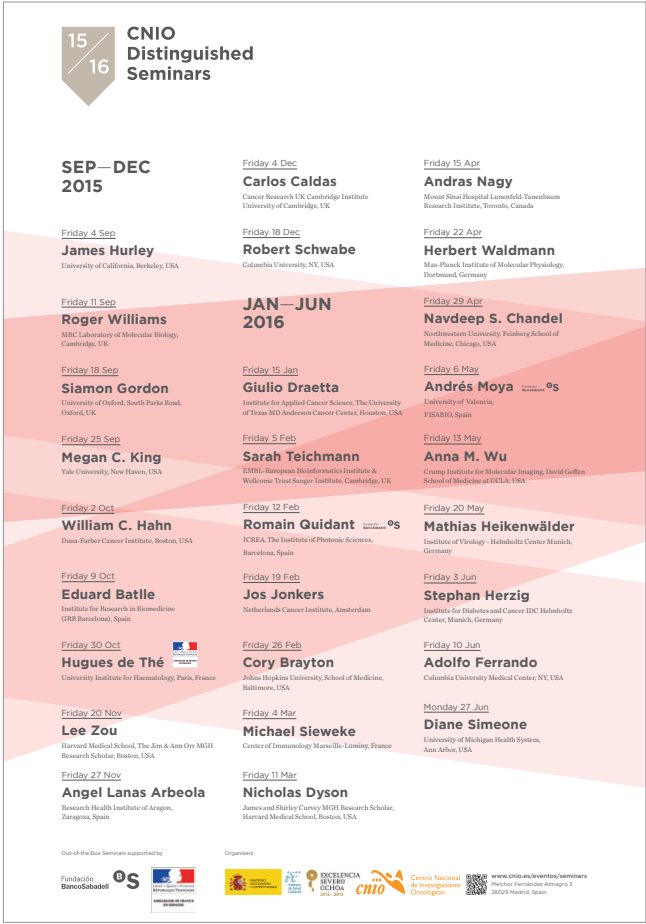 15
16
CNIO
Distinguished
Seminars
SEP—DEC
2015
Friday 4 Sep
James Hurley
University of California, Berkeley, USA
Friday 11 Sep
Roger Williams
MRC Laboratory of Molecular Biology,
Cambridge, UK
Friday 18 Sep
Siamon Gordon
University of Oxford, South Parks Road,
Oxford, UK
Friday 25 Sep
Megan C. King
Yale University, New Haven, USA
Friday 2 Oct
William C. Hahn
Dana-Farber Cancer Institute, Boston, USA
Friday 9 Oct
Eduard Batlle
Institute for Research in Biomedicine
(IRB Barcelona), Spain
Friday 30 Oct
Hugues de Thé
University Institute for Haematology, Paris, France
Friday 20 Nov
Lee Zou
Harvard Medical School, The Jim & Ann Orr MGH
Research Scholar, Boston, USA
Friday 27 Nov
Angel Lanas Arbeola
Research Health Institute of Aragon,
Zaragoza, Spain
Friday 4 Dec
Carlos Caldas
Cancer Research UK Cambridge Institute
University of Cambridge, UK
Friday 18 Dec
Robert Schwabe
Columbia University, NY, USA
JAN—JUN
2016
Friday 15 Jan
Giulio Draetta
Institute for Applied Cancer Science, The University
of Texas MD Anderson Cancer Center, Houston, USA
Friday 5 Feb
Sarah Teichmann
EMBL-European Bioinformatics Institute &
Wellcome Trust Sanger Institute, Cambridge, UK
Friday 12 Feb
Romain Quidant
Fundación
BancoSabadell
BS
ICREA, The Institute of Photonic Sciences,
Barcelona, Spain
Friday 19 Feb
Jos Jonkers
Netherlands Cancer Institute, Amsterdam
Friday 26 Feb
Cory Brayton
Johns Hopkins University, School of Medicine,
Baltimore, USA
Friday 4 Mar
Michael Sieweke
Center of Immunology Marseille-Luminy, France
Friday 11 Mar
Nicholas Dyson
James and Shirley Curvey MGH Research Scholar,
Harvard Medical School, Boston, USA
Friday 15 Apr
Andras Nagy
Mount Sinai Hospital Lunenfeld-Tanenbaum
Research Institute, Toronto, Canada
Friday 22 Apr
Herbert Waldmann
Max-Planck Institute of Molecular Physiology,
Dortmund, Germany
Friday 29 Apr
Navdeep S. Chandel
Northwestern University, Feinberg School of
Medicine, Chicago, USA
Friday 6 May
Andrés Moya
Fundación
BancoSabadell
BS
University of Valencia,
FISABIO, Spain
Friday 13 May
Anna M. Wu
Crump Institute for Molecular Imaging, David Geffen
School of Medicine at UCLA, USA
Friday 20 May
Mathias Heikenwälder
Institute of Virology - Helmholtz Center Munich,
Germany
Friday 3 Jun
Stephan Herzig
Institute for Diabetes and Cancer IDC Helmholtz
Center, Munich, Germany
Friday 10 Jun
Adolfo Ferrando
Columbia University Medical Center, NY, USA
Monday 27 Jun
Diane Simeone
University of Michigan Health System,
Ann Arbor, USA
Out-of-the Box Seminars supported by
Fundación
BancoSabadell
BS
RÉPUBLIQUE FRANÇAISE
AMBASSADE DE FRANCE
EN ESPAGNE
Organisers
EXCELENCIA
SEVERO
OCHOA
cnio
Centro Nacional
de Investigaciones
Oncológicas
www.cnio.es/eventos/seminars
Melchor Fernández Almagro 3
28029 Madrid, Spain